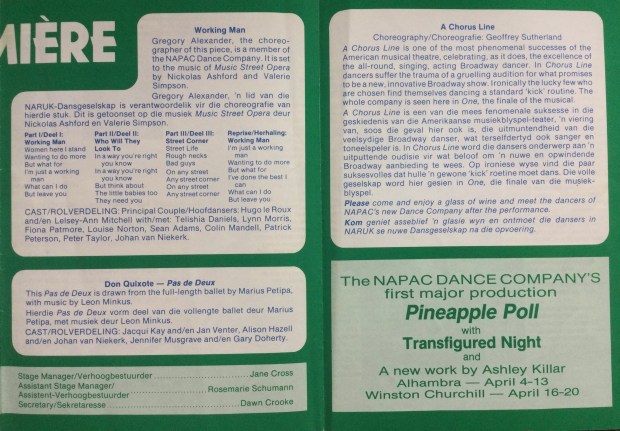 MIÈRE
Working Man
Gregory Alexander, the choreo-
grapher of this piece, is a member of
the NAPAC Dance Company. It is set
to the music of Music Street Opera
by Nickolas Ashford and Valerie
Simpson.
Gregory Alexander, 'n lid van die
NARUK-Dansgeselskap is verantwoordelik vir die choreografie van
hierdie stuk. Dit is getoonset op die musiek Music Street Opera deur
Nickolas Ashford en Valerie Simpson.
Part I/Deel I:
Working Man
Women here I stand
Wanting to do more
But what for
I'm just a working
man
What can I do
But leave you
Part II/Deel II:
Who Will They
Look To
In a way you're right
you know
In a way you're right
you know
But think about
The little babies too
They need you
Part III/Deel III:
Street Corner
Street Life
Rough necks
Bad guys
On any street
Any street corner
On any street
Any street corner
Reprise/Herhaling:
Working Man
I'm just a working
man
Wanting to do more
But what for
I've done the best I
can
What can I do
But leave you
CAST/ROLVERDELING: Principal Couple/Hoofdansers: Hugo le Roux
and/en Lelsey-Ann Mitchell with/met: Telishia Daniels, Lynn Morris,
Fiona Patmore, Louise Norton, Sean Adams, Colin Mandell, Patrick
Peterson, Peter Taylor, Johan van Niekerk.
Don Quixote — Pas de Deux
This Pas de Deux is drawn from the full-length ballet by Marius Petipa,
with music by Leon Minkus.
Hierdie Pas de Deux vorm deel van die vollengte ballet deur Marius
Petipa, met musiek deur Leon Minkus.
CAST/ROLVERDELING: Jacqui Kay and/en Jan Venter, Alison Hazell
and/en Johan van Niekerk, Jennifer Musgrave and/en Gary Doherty.
Stage Manager/Verhoogbestuurder ........ Jane Cross
Assistant Stage Manager/
Assistent-Verhoogbestuurder ........ Rosemarie Schumann
Secretary/Sekretaresse ........ Dawn Crooke
A Chorus Line
Choreography/Choreografie: Geoffrey Sutherland
A Chorus Line is one of the most phenomenal successes of the
American musical theatre, celebrating, as it does, the excellence of
the all-round, singing, acting Broadway dancer. In Chorus Line
dancers suffer the trauma of a gruelling audition for what promises
to be a new, innovative Broadway show. Ironically the lucky few who
are chosen find themselves dancing a standard 'kick' routine. The
whole company is seen here in One, the finale of the musical.
A Chorus Line is een van die mees fenomenale suksesse in die
geskiedenis van die Amerikaanse musiekblyspel-teater, 'n viering
van, soos die geval hier ook is, die uitmuntendheid van die
veelsydige Broadway danser, wat terselfdertyd ook sanger en
toneelspeler is. In Chorus Line word die dansers onderwerp aan 'n
uitputtende oudisie vir wat beloof om 'n nuwe en opwindende
Broadway aanbieding te wees. Op ironiese wyse vind die paar
suksesvolles dat hulle 'n gewone 'kick' roetine moet dans. Die volle
geselskap word hier gesien in One, die finale van die musiek-
blyspel.
Please come and enjoy a glass of wine and meet the dancers of
NAPAC's new Dance Company after the performance.
Kom geniet asseblief 'n glasie wyn en ontmoet die dansers in
NARUK se nuwe Dansgeselskap na die opvoering.
The NAPAC DANCE COMPANY'S
first major production
Pineapple Poll
with
Transfigured Night
and
A new work by Ashley Killar
Alhambra — April 4-13
Winston Churchill — April 16-20